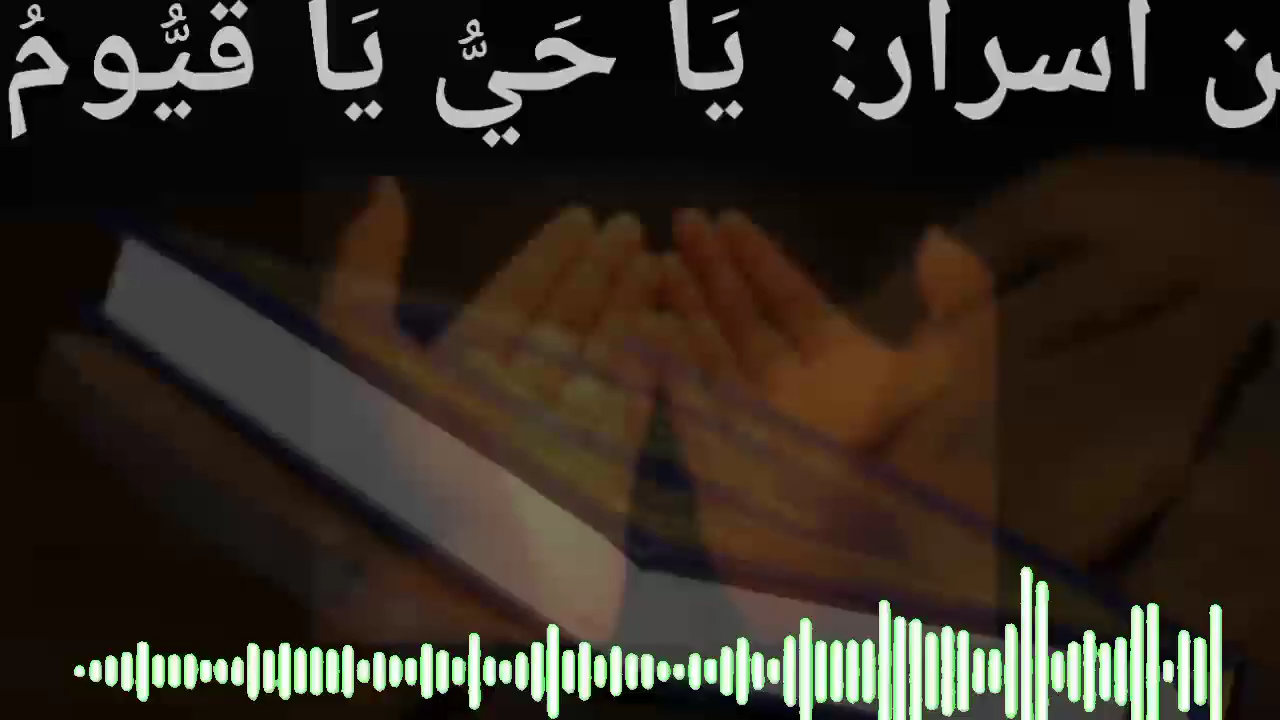 ن أسرار: يَا حَيُّ يَا قَيُّومُ